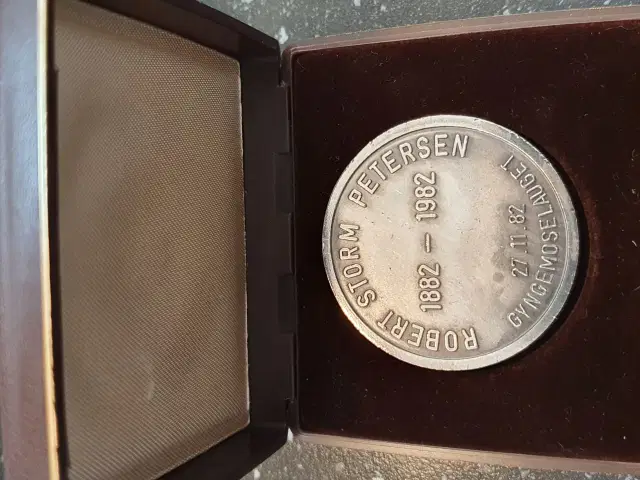 ROBERT STORM PETERSEN
1882 - 1982
27 11. 82
GYNGEMOSELAUGET